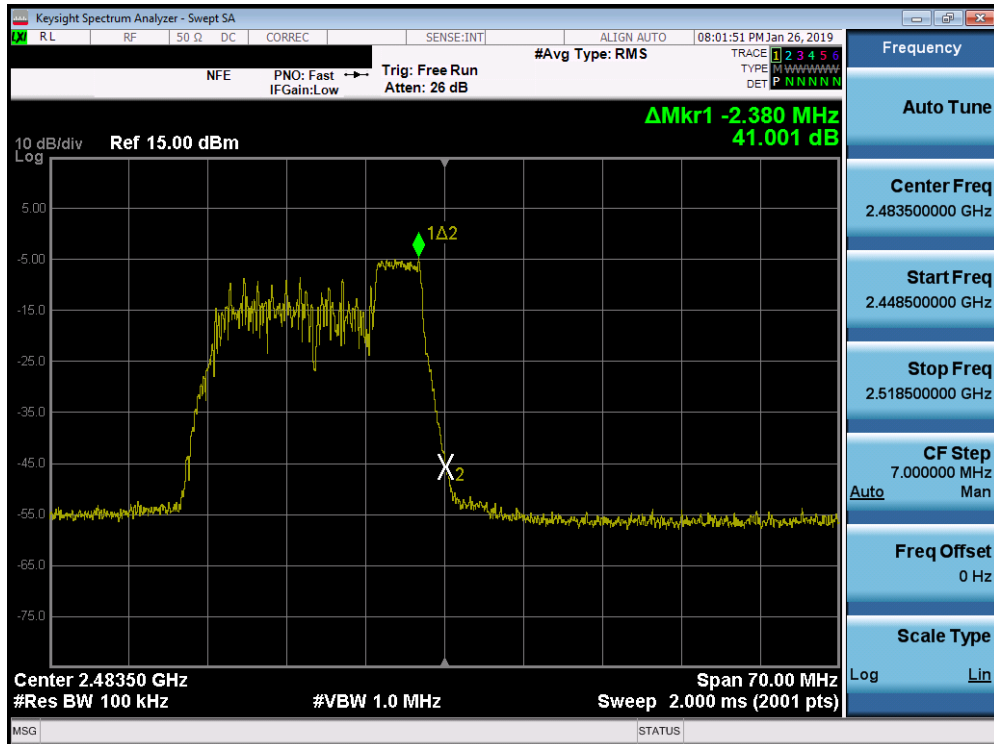 Keysight Spectrum Analyzer - Swept SA
LXI RL RF 50 Ω DC CORREC SENSE:INT ALIGN AUTO 08:01:51 PM Jan 26, 2019
NFE PNO: Fast Trig: Free Run #Avg Type: RMS TRACE 1 2 3 4 5 6
IFGain:Low Atten: 26 dB TYPE M W W W W W
DET P N N N N N
ΔMkr1 -2.380 MHz
41.001 dB
10 dB/div Ref 15.00 dBm
Log
5.00
-5.00
-15.0
-25.0
-35.0
-45.0
-55.0
-65.0
-75.0
1Δ2
2
Center 2.48350 GHz Span 70.00 MHz
#Res BW 100 kHz #VBW 1.0 MHz Sweep 2.000 ms (2001 pts)
MSG STATUS
Frequency
Auto Tune
Center Freq
2.483500000 GHz
Start Freq
2.448500000 GHz
Stop Freq
2.518500000 GHz
CF Step
7.000000 MHz
Auto Man
Freq Offset
0 Hz
Scale Type
Log Lin